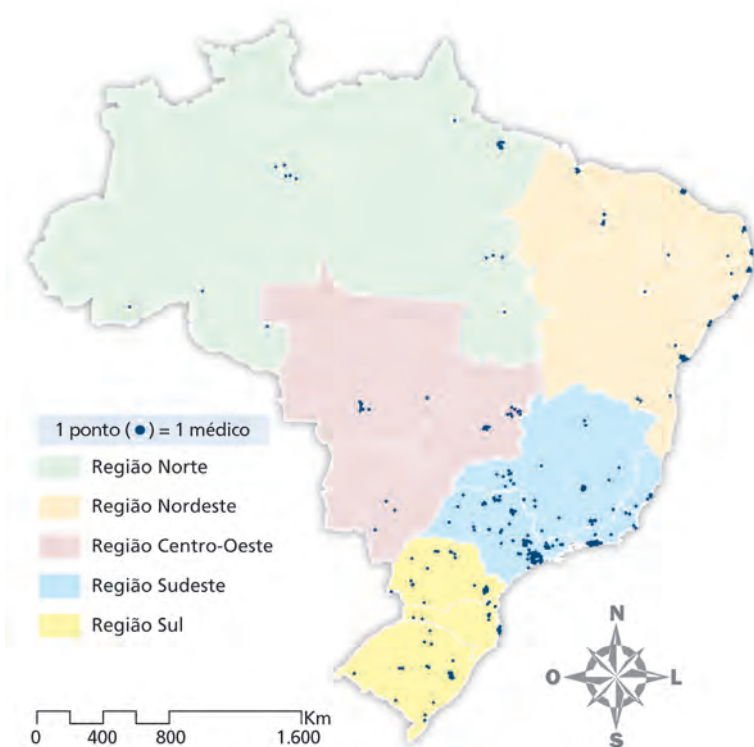 1 ponto (•) = 1 médico
Região Norte
Região Nordeste
Região Centro-Oeste
Região Sudeste
Região Sul
N
O
L
S
Km
0 400 800 1.600